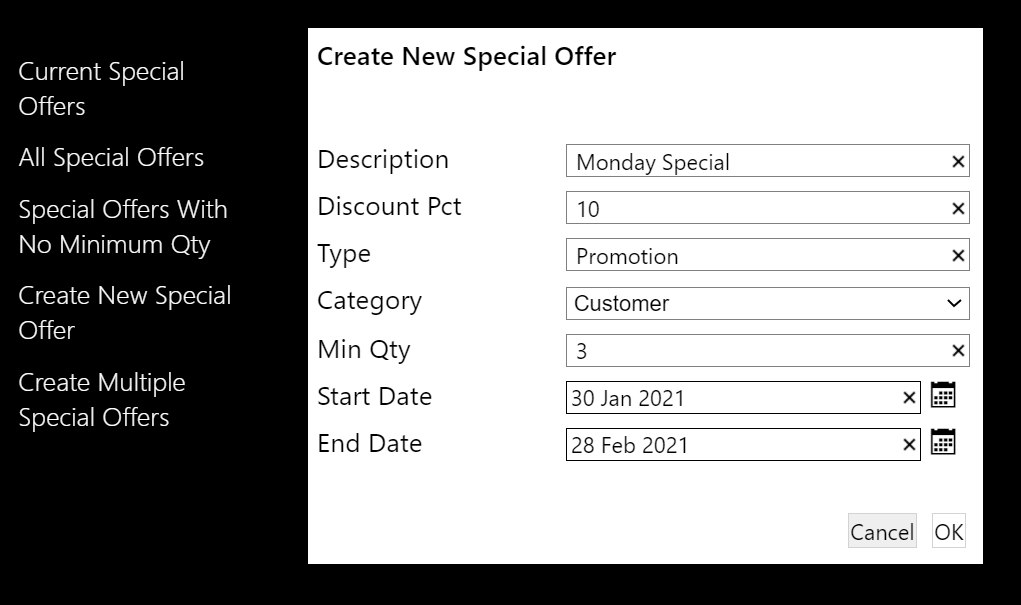 Current Special
Offers
All Special Offers
Special Offers With
No Minimum Qty
Create New Special
Offer
Create Multiple
Special Offers
Create New Special Offer
Description
Monday Special
Discount Pct
10
Type
Promotion
Category
Customer
Min Qty
3
Start Date
30 Jan 2021
End Date
28 Feb 2021
Cancel
OK